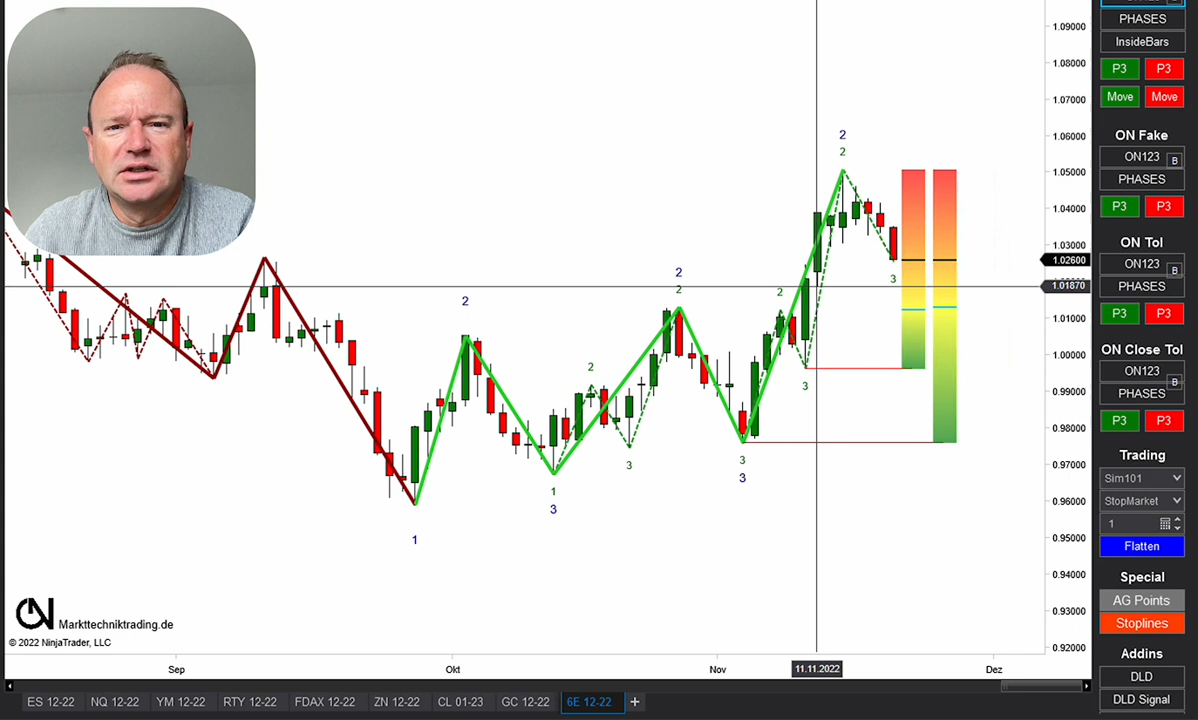 PHASES
InsideBars
P3 P3
Move Move
ON Fake
ON123 B
PHASES
P3 P3
ON Tol
ON123 B
PHASES
P3 P3
ON Close Tol
ON123 B
PHASES
P3 P3
Trading
Sim101
StopMarket
1
Flatten
Special
AG Points
Stoplines
Addins
DLD
DLD Signal
1.09000
1.08000
1.07000
1.06000
1.05000
1.04000
1.03000
1.02600
1.01870
1.01000
1.00000
0.99000
0.98000
0.97000
0.96000
0.95000
0.94000
0.93000
0.92000
2
2
2
2
2
2
2
3
3
3
3
3
1
3
1
3
ON Markttechniktrading.de
© 2022 NinjaTrader, LLC
Sep Okt Nov 11.11.2022 Dez
ES 12-22 NQ 12-22 YM 12-22 RTY 12-22 FDAX 12-22 ZN 12-22 CL 01-23 GC 12-22 6E 12-22 +